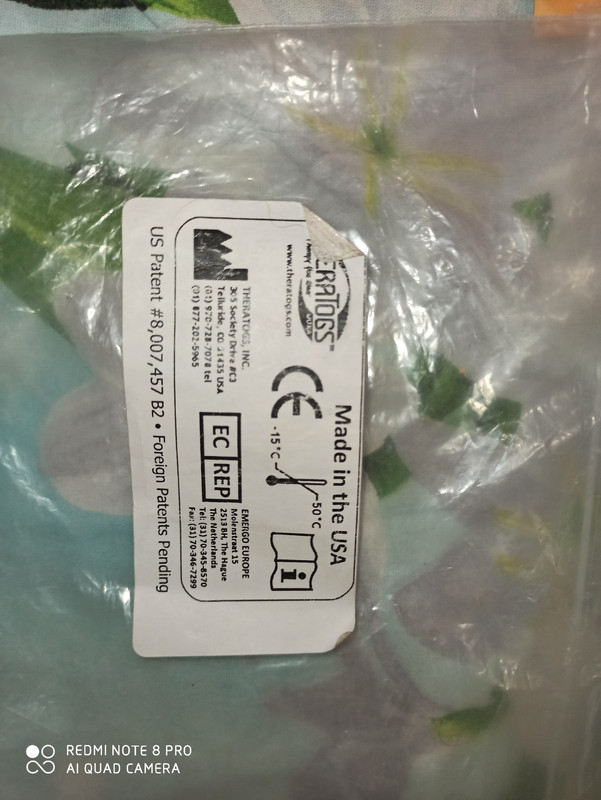 ERATOGS™
www.theratogs.com
Made in the USA
CE
-15°C
50°C
i
THERATOGS, INC.
305 Society Drive #C3
Telluride, CO 81435 USA
(01) 970-728-7078 tel
(01) 877-202-5965
EC REP
EMERGO EUROPE
Molenstraat 15
2513 BH, The Hague
The Netherlands
Tel: (31) 70-345-8570
Fax: (31) 70-346-7299
US Patent #8,007,457 B2 • Foreign Patents Pending
REDMI NOTE 8 PRO
AI QUAD CAMERA